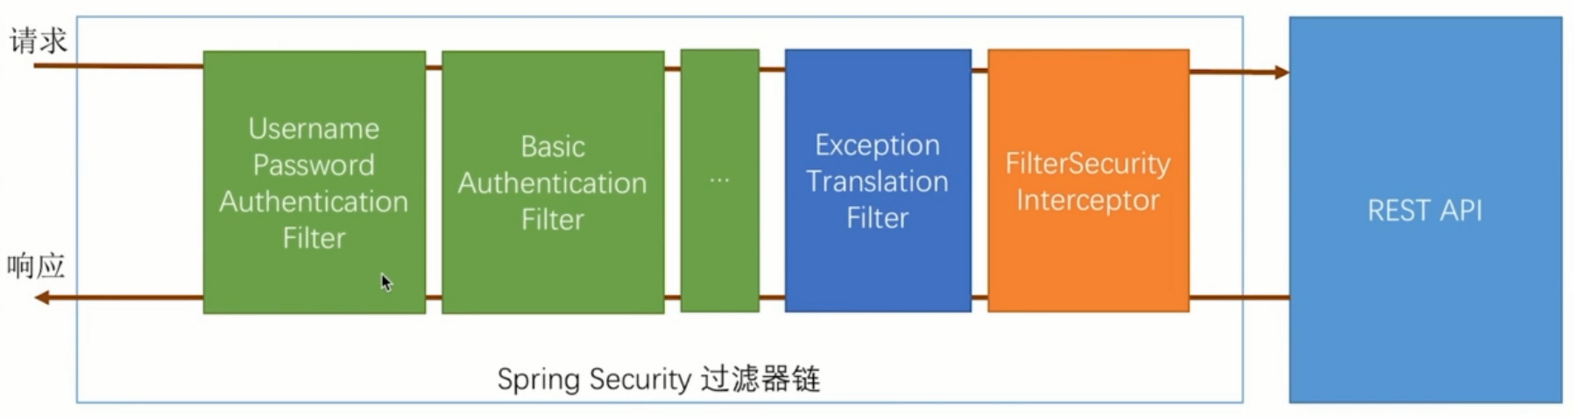 请求
Username
Password
Authentication
Filter
Basic
Authentication
Filter
...
Exception
Translation
Filter
FilterSecurity
Interceptor
REST API
响应
Spring Security 过滤器链